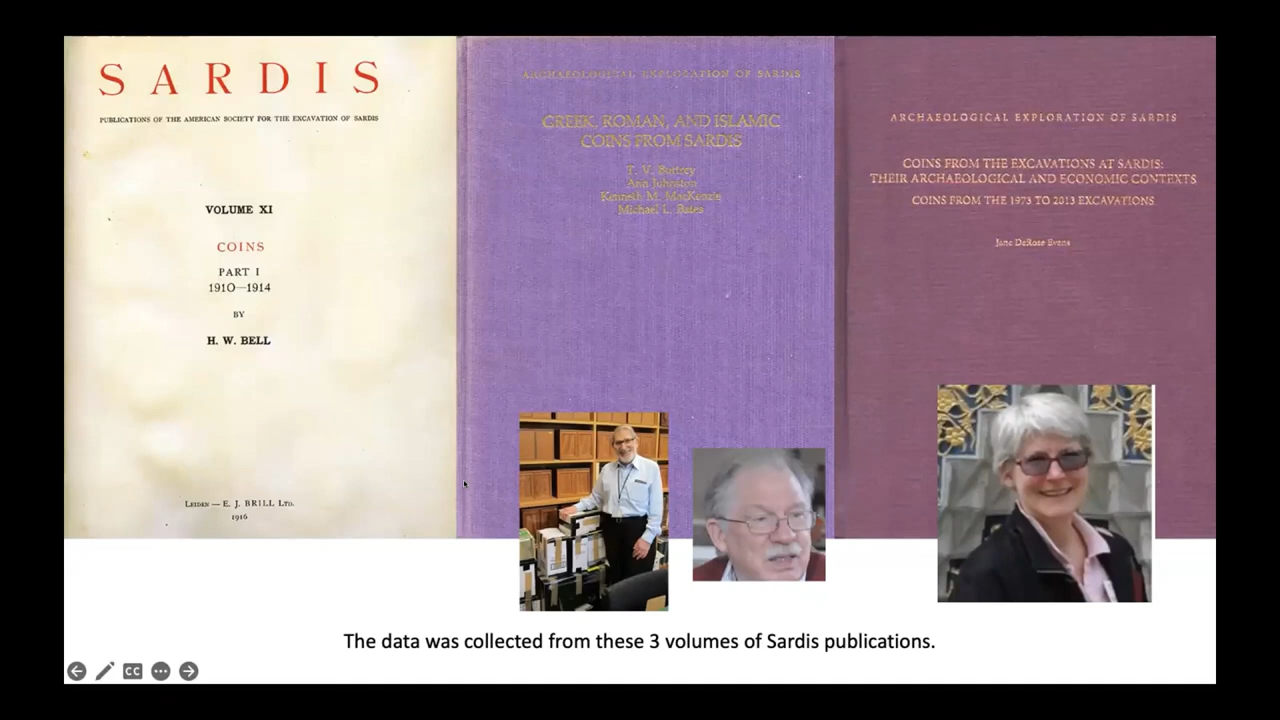 SARDIS
PUBLICATIONS OF THE AMERICAN SOCIETY FOR THE EXCAVATION OF SARDIS
VOLUME XI
COINS
PART I
1910—1914
BY
H. W. BELL
LEIDEN — E. J. BRILL LTD.
1916
ARCHAEOLOGICAL EXPLORATION OF SARDIS
GREEK, ROMAN, AND ISLAMIC
COINS FROM SARDIS
T. V. Buttrey
Ann Johnston
Kenneth M. MacKenzie
Michael L. Bates
ARCHAEOLOGICAL EXPLORATION OF SARDIS
COINS FROM THE EXCAVATIONS AT SARDIS:
THEIR ARCHAEOLOGICAL AND ECONOMIC CONTEXTS
COINS FROM THE 1973 TO 2013 EXCAVATIONS
Jane DeRose Evans
The data was collected from these 3 volumes of Sardis publications.
CC